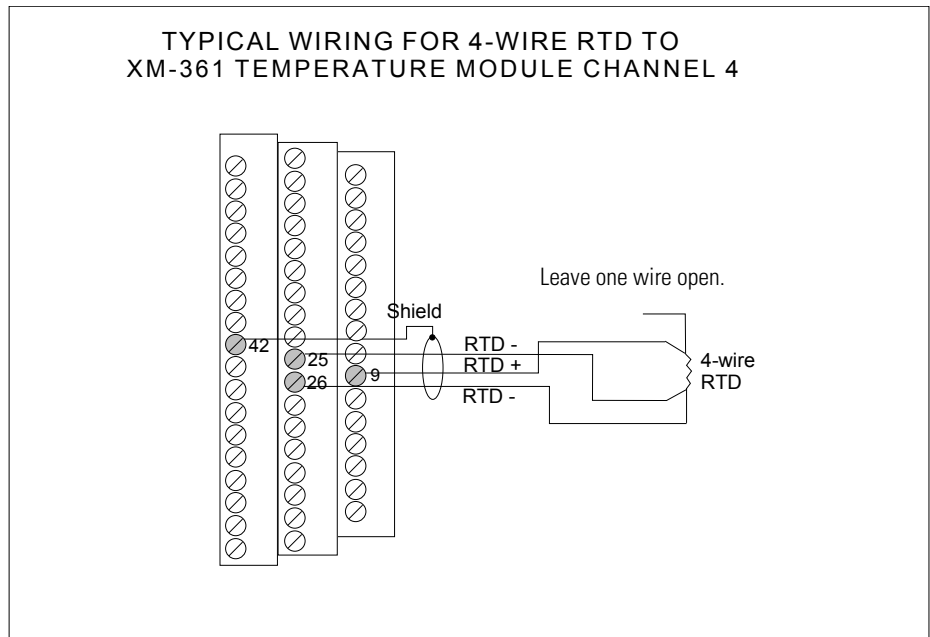 TYPICAL WIRING FOR 4-WIRE RTD TO
XM-361 TEMPERATURE MODULE CHANNEL 4
Leave one wire open.
Shield
42
RTD -
25
RTD +
4-wire
9
26
RTD
RTD -